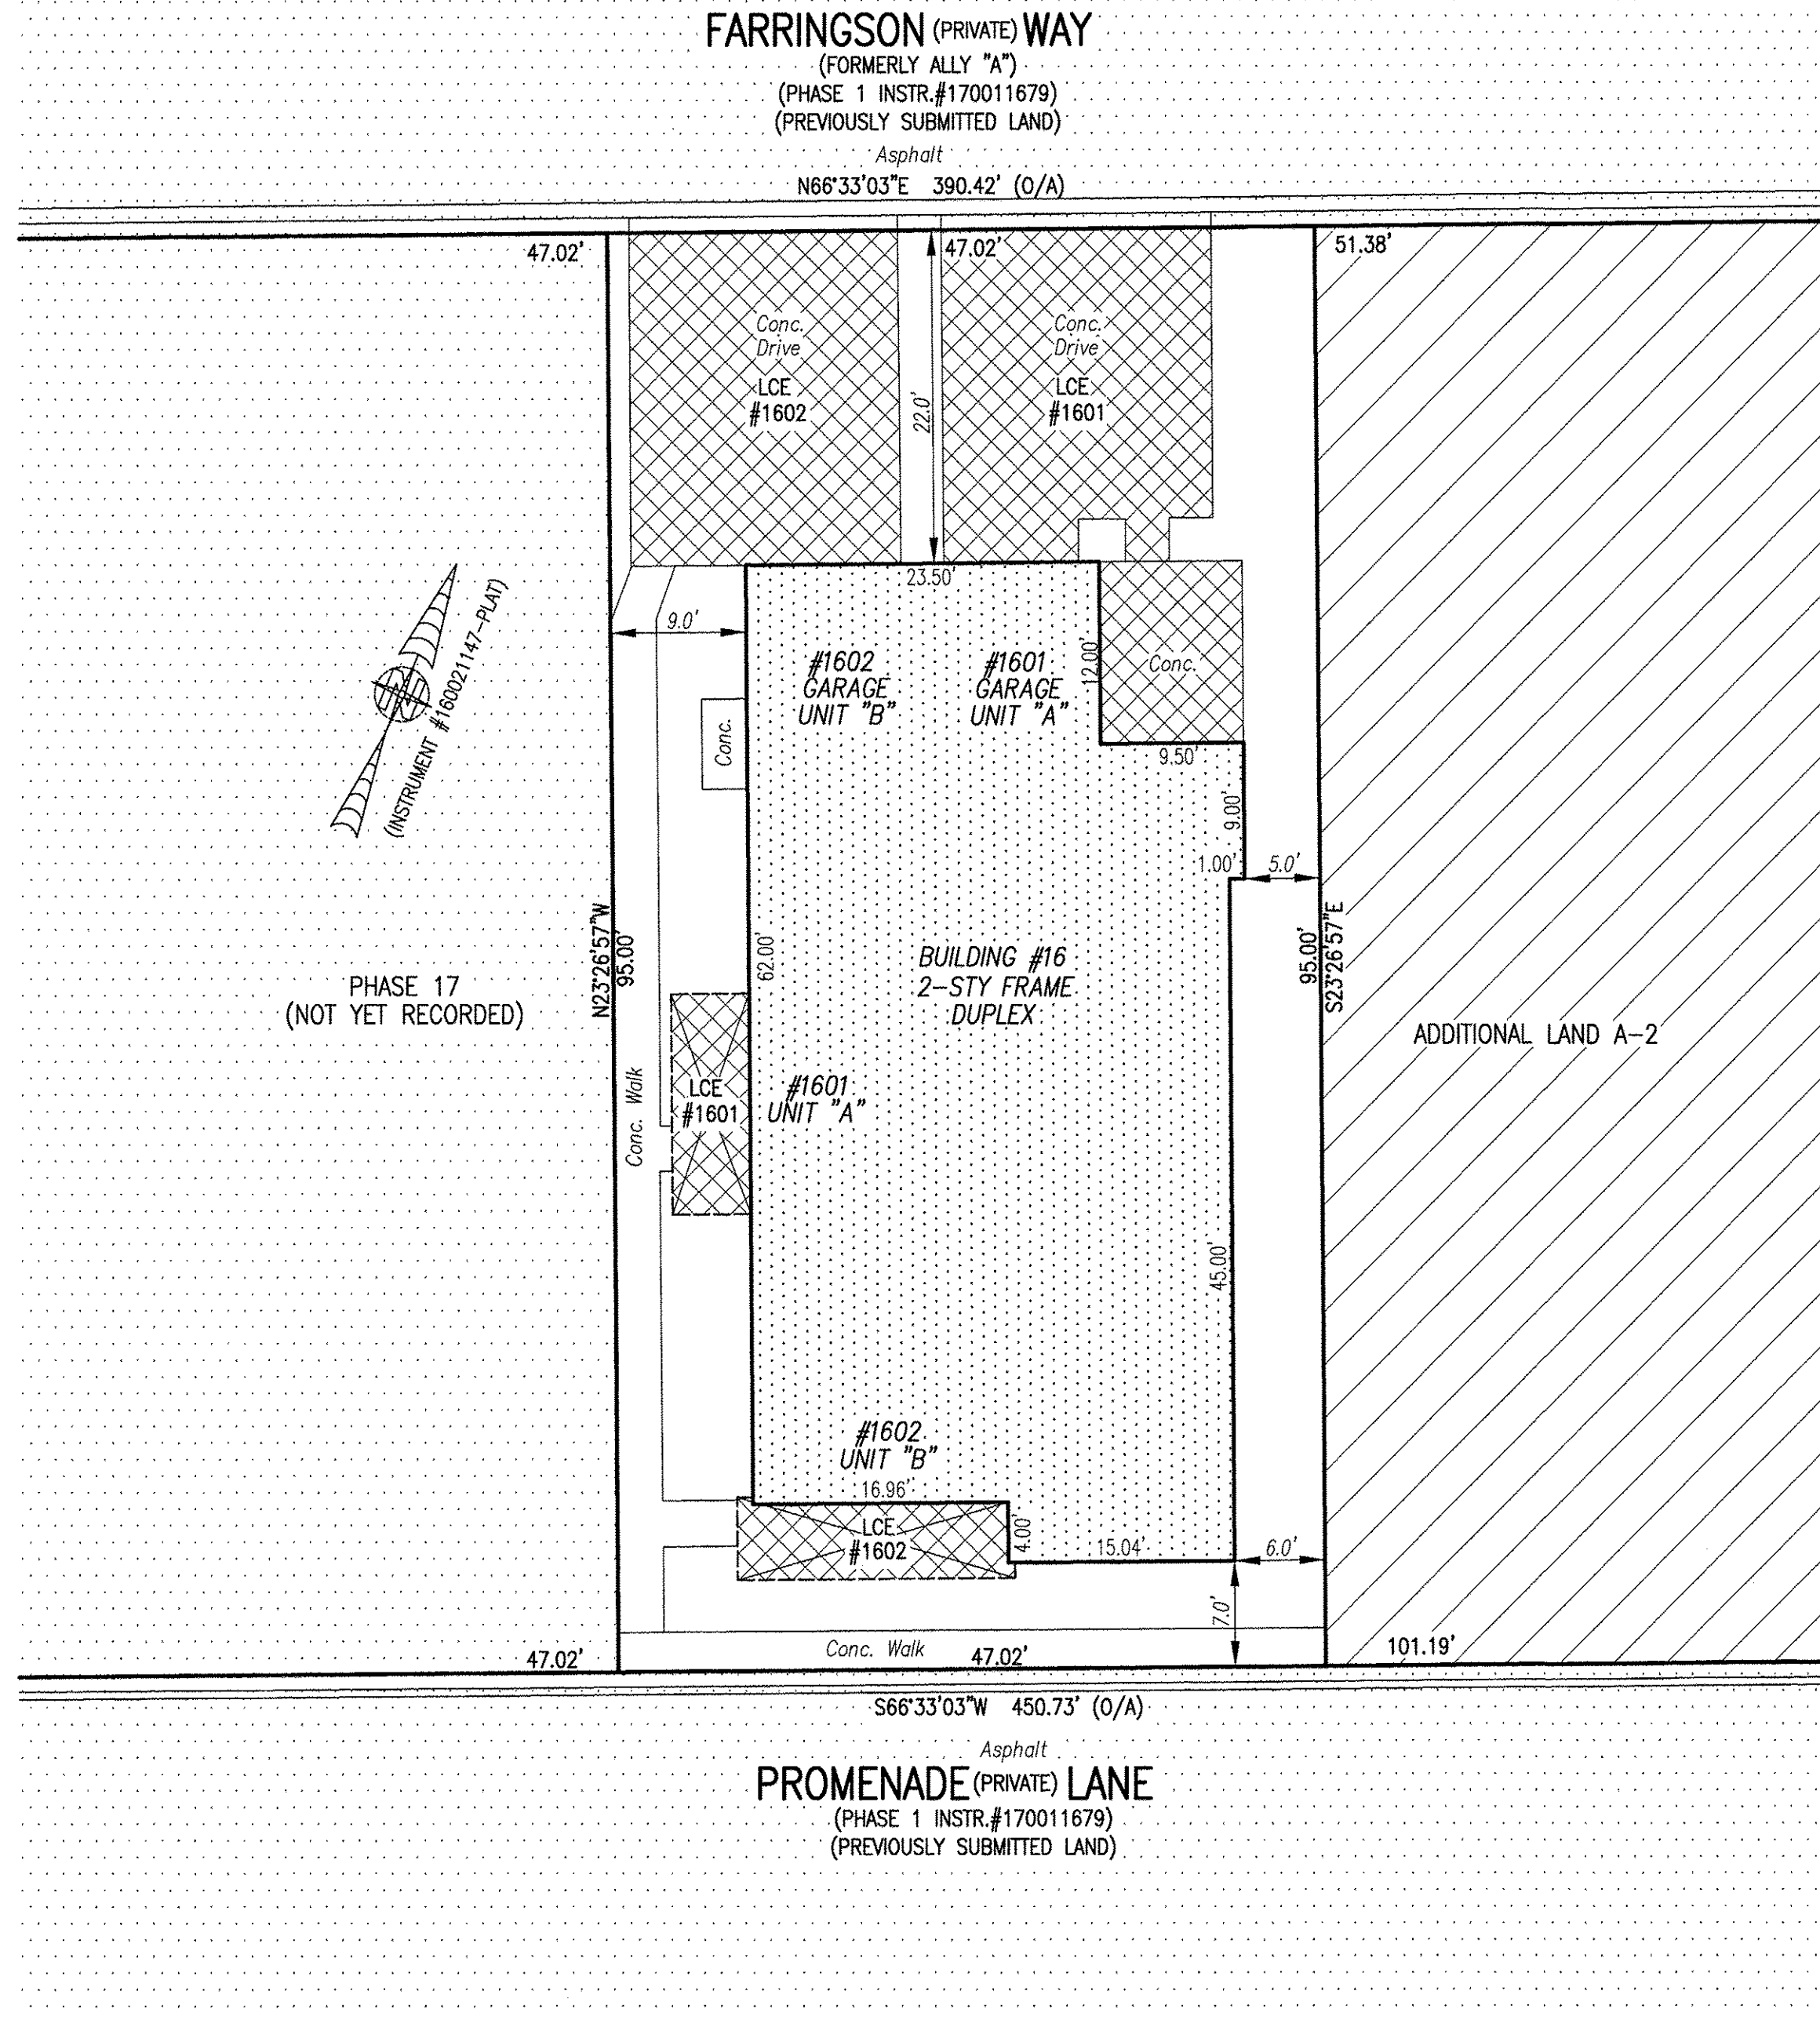 FARRINGSON (PRIVATE) WAY
(FORMERLY ALLY "A")
(PHASE 1 INSTR.#170011679)
(PREVIOUSLY SUBMITTED LAND)
Asphalt
N66°33'03"E 390.42' (O/A)
47.02'
47.02'
51.38'
Conc.
Drive
LCE
#1602
22.0'
Conc.
Drive
LCE
#1601
23.50'
9.0'
#1602
GARAGE
UNIT "B"
#1601
GARAGE
UNIT "A"
12.00'
Conc.
(INSTRUMENT #160021147-PLAT)
Conc.
9.50'
9.00'
1.00'
5.0'
N23°26'57"W
95.00'
62.00'
BUILDING #16
2-STY FRAME
DUPLEX
95.00'
S23°26'57"E
PHASE 17
(NOT YET RECORDED)
ADDITIONAL LAND A-2
Conc. Walk
LCE
#1601
#1601
UNIT "A"
45.00'
#1602
UNIT "B"
16.96'
LCE
#1602
4.00'
15.04'
6.0'
7.0'
47.02'
Conc. Walk
47.02'
101.19'
S66°33'03"W 450.73' (O/A)
Asphalt
PROMENADE (PRIVATE) LANE
(PHASE 1 INSTR.#170011679)
(PREVIOUSLY SUBMITTED LAND)